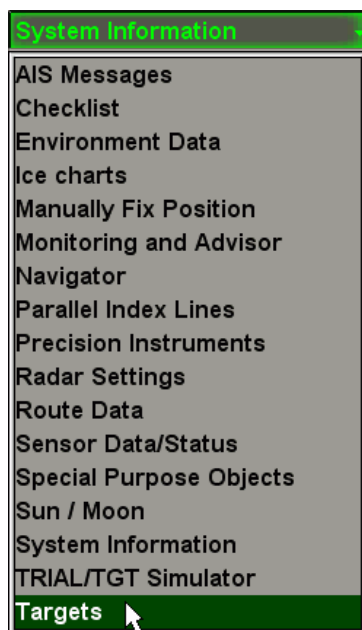 System Information
AIS Messages
Checklist
Environment Data
Ice charts
Manually Fix Position
Monitoring and Advisor
Navigator
Parallel Index Lines
Precision Instruments
Radar Settings
Route Data
Sensor Data/Status
Special Purpose Objects
Sun / Moon
System Information
TRIAL/TGT Simulator
Targets